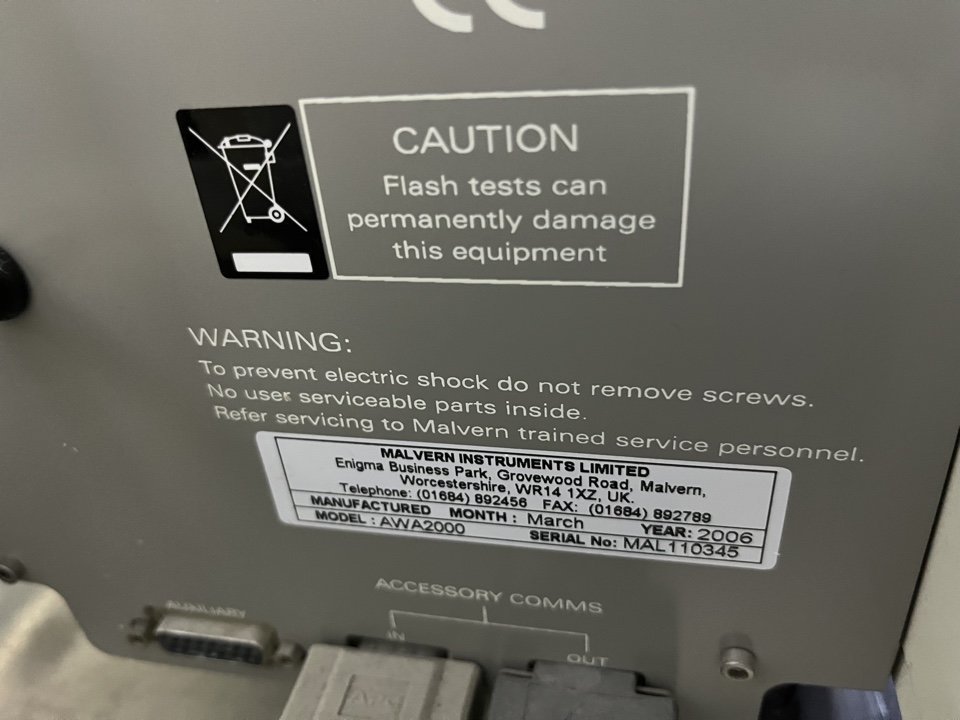 CE
CAUTION
Flash tests can
permanently damage
this equipment
WARNING:
To prevent electric shock do not remove screws.
No user serviceable parts inside.
Refer servicing to Malvern trained service personnel.
MALVERN INSTRUMENTS LIMITED
Enigma Business Park, Grovewood Road, Malvern,
Worcestershire, WR14 1XZ, UK.
Telephone: (01684) 892456 FAX: (01684) 892789
MANUFACTURED MONTH : March YEAR: 2006
MODEL : AWA2000 SERIAL No: MAL110345
ACCESSORY COMMS
AUXILIARY
IN
OUT